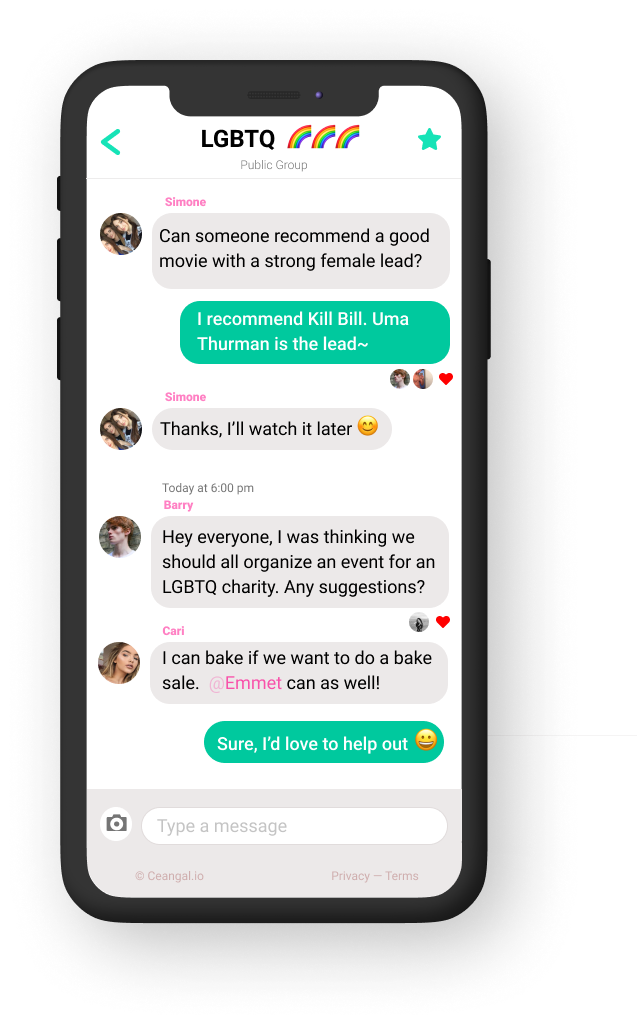 LGBTQ 🌈🌈🌈
Public Group
Simone
Can someone recommend a good
movie with a strong female lead?
I recommend Kill Bill. Uma
Thurman is the lead~
Simone
Thanks, I’ll watch it later 😊
Today at 6:00 pm
Barry
Hey everyone, I was thinking we
should all organize an event for an
LGBTQ charity. Any suggestions?
Cari
I can bake if we want to do a bake
sale. @Emmet can as well!
Sure, I’d love to help out 😀
Type a message
© Ceangal.io Privacy — Terms